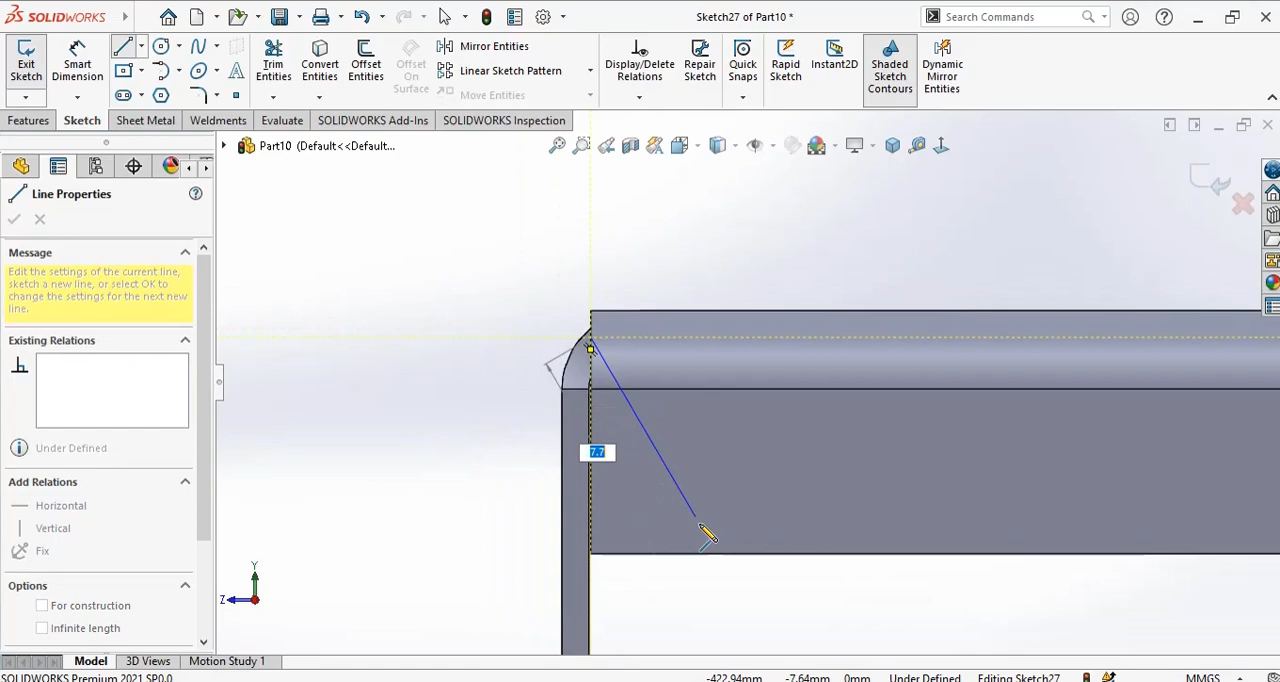 SOLIDWORKS
Sketch27 of Part10 *
Search Commands
Exit Sketch
Smart Dimension
Trim Entities
Convert Entities
Offset Entities
Offset On Surface
Mirror Entities
Linear Sketch Pattern
Move Entities
Display/Delete Relations
Repair Sketch
Quick Snaps
Rapid Sketch
Instant2D
Shaded Sketch Contours
Dynamic Mirror Entities
Features
Sketch
Sheet Metal
Weldments
Evaluate
SOLIDWORKS Add-Ins
SOLIDWORKS Inspection
Part10 (Default<<Default...
Line Properties
Message
Edit the settings of the current line,
sketch a new line, or select OK to
change the settings for the next new
line.
Existing Relations
Under Defined
Add Relations
Horizontal
Vertical
Fix
Options
For construction
Infinite length
7.7
Y
Z
Model
3D Views
Motion Study 1
SOLIDWORKS Premium 2021 SP0.0
-422.94mm
-7.64mm
0mm
Under Defined
Editing Sketch27
MMGS